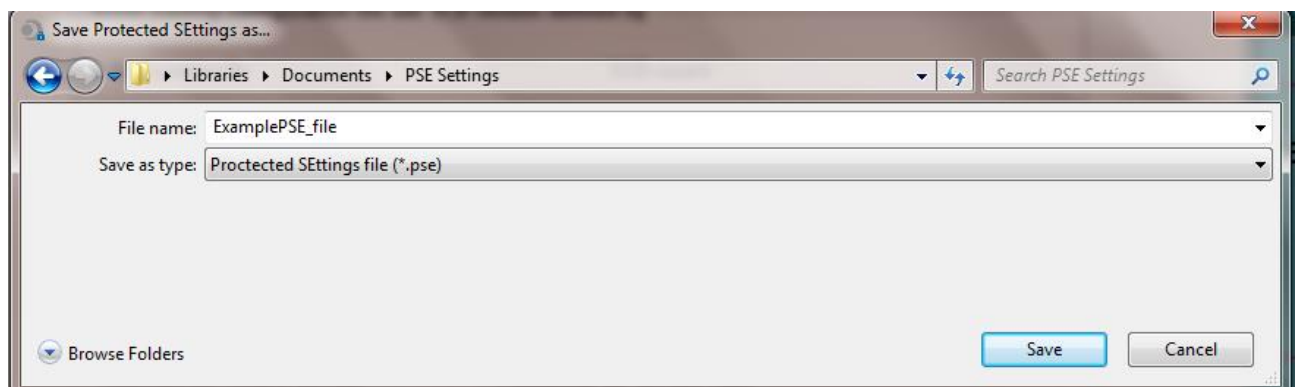 Save Protected SEttings as...
Libraries Documents PSE Settings
Search PSE Settings
File name: ExamplePSE_file
Save as type: Proctected SEttings file (*.pse)
Browse Folders
Save
Cancel